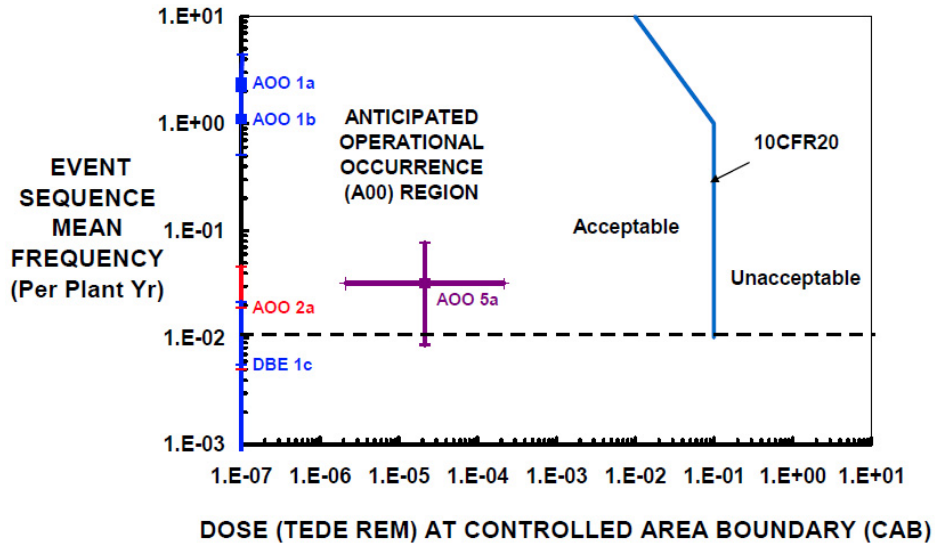 EVENT
SEQUENCE
MEAN
FREQUENCY
(Per Plant Yr)
1.E+01
1.E+00
1.E-01
1.E-02
1.E-03
AOO 1a
AOO 1b
AOO 2a
DBE 1c
ANTICIPATED
OPERATIONAL
OCCURRENCE
(A00) REGION
AOO 5a
10CFR20
Acceptable
Unacceptable
1.E-07 1.E-06 1.E-05 1.E-04 1.E-03 1.E-02 1.E-01 1.E+00 1.E+01
DOSE (TEDE REM) AT CONTROLLED AREA BOUNDARY (CAB)